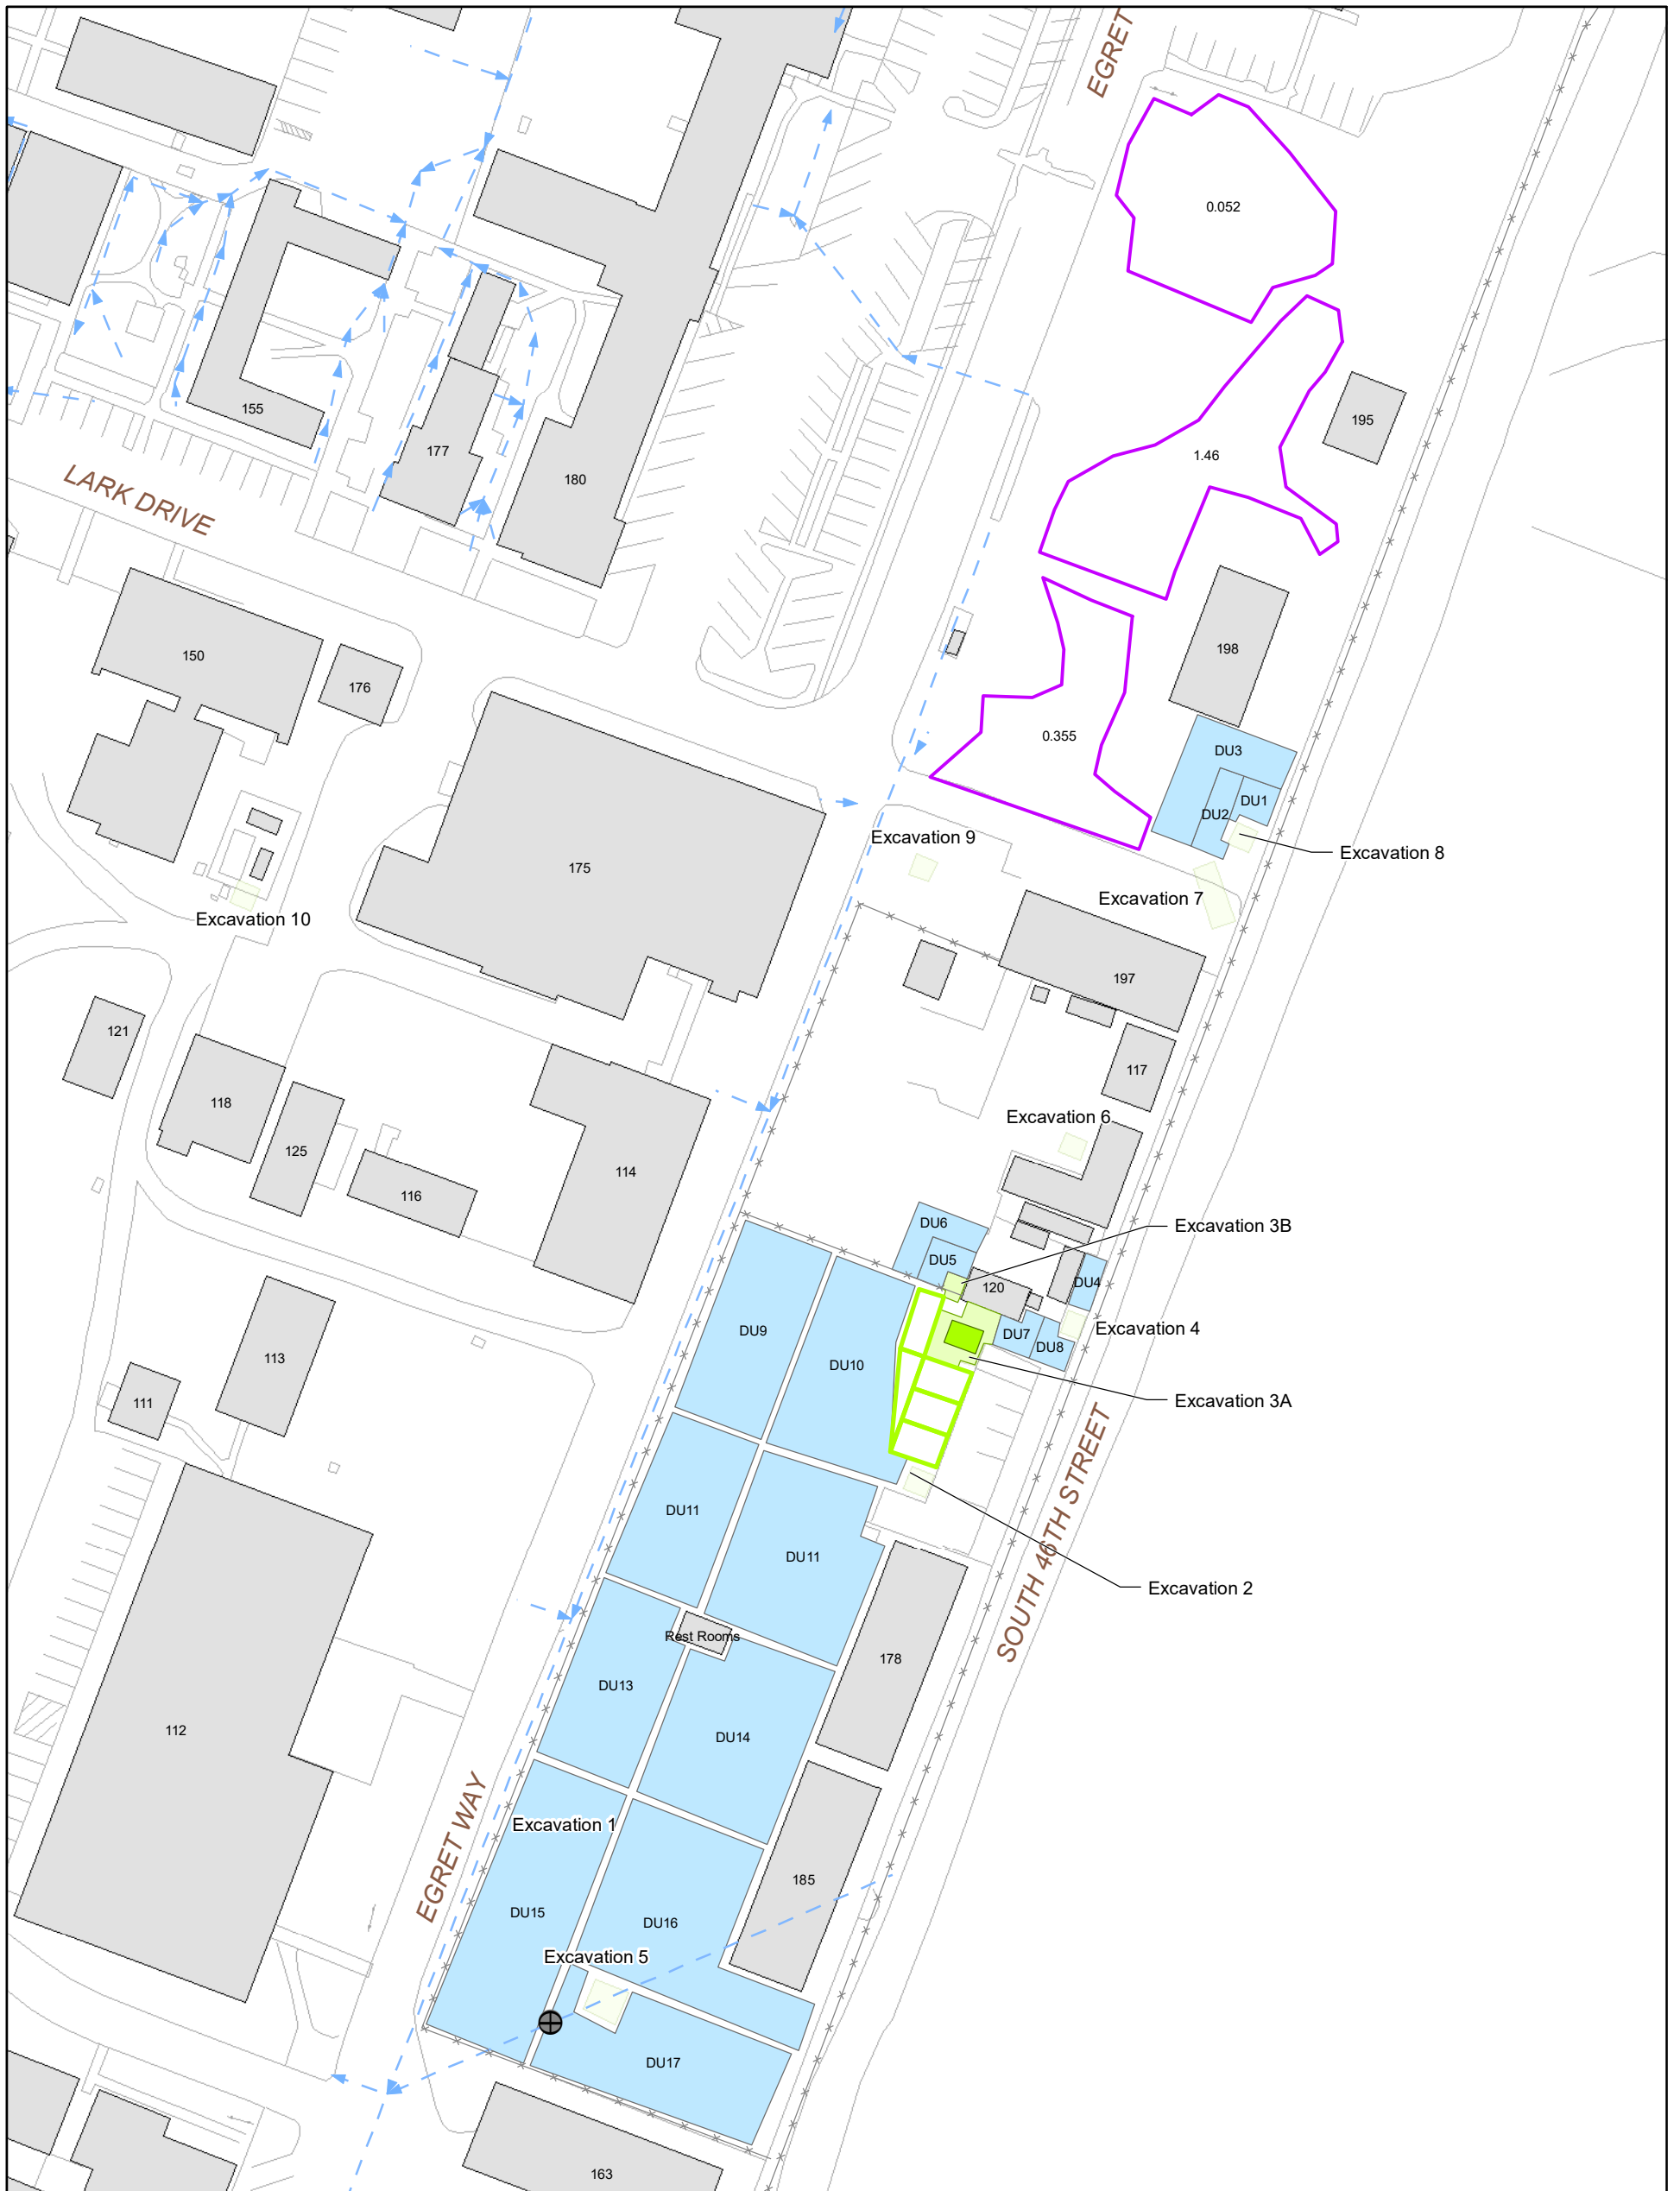 EGRET
0.052
155
177
180
195
1.46
LARK DRIVE
150
176
198
0.355
DU3
DU1
DU2
Excavation 9
Excavation 8
175
Excavation 7
Excavation 10
197
121
117
118
Excavation 6
125
114
116
DU6
Excavation 3B
DU5
DU4
120
DU9
DU7
Excavation 4
DU8
113
DU10
111
Excavation 3A
DU11
SOUTH 46TH STREET
DU11
Excavation 2
Rest Rooms
178
DU13
112
DU14
EGRET WAY
Excavation 1
185
DU15
DU16
Excavation 5
DU17
163